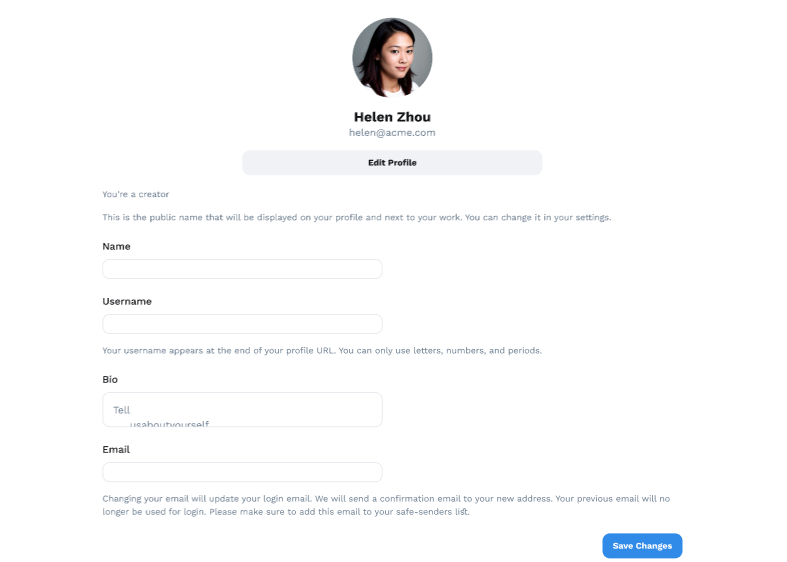 Helen Zhou
helen@acme.com
Edit Profile
You're a creator
This is the public name that will be displayed on your profile and next to your work. You can change it in your settings.
Name
Username
Your username appears at the end of your profile URL. You can only use letters, numbers, and periods.
Bio
Tell
usaboutyourself
Email
Changing your email will update your login email. We will send a confirmation email to your new address. Your previous email will no
longer be used for login. Please make sure to add this email to your safe-senders list.
Save Changes